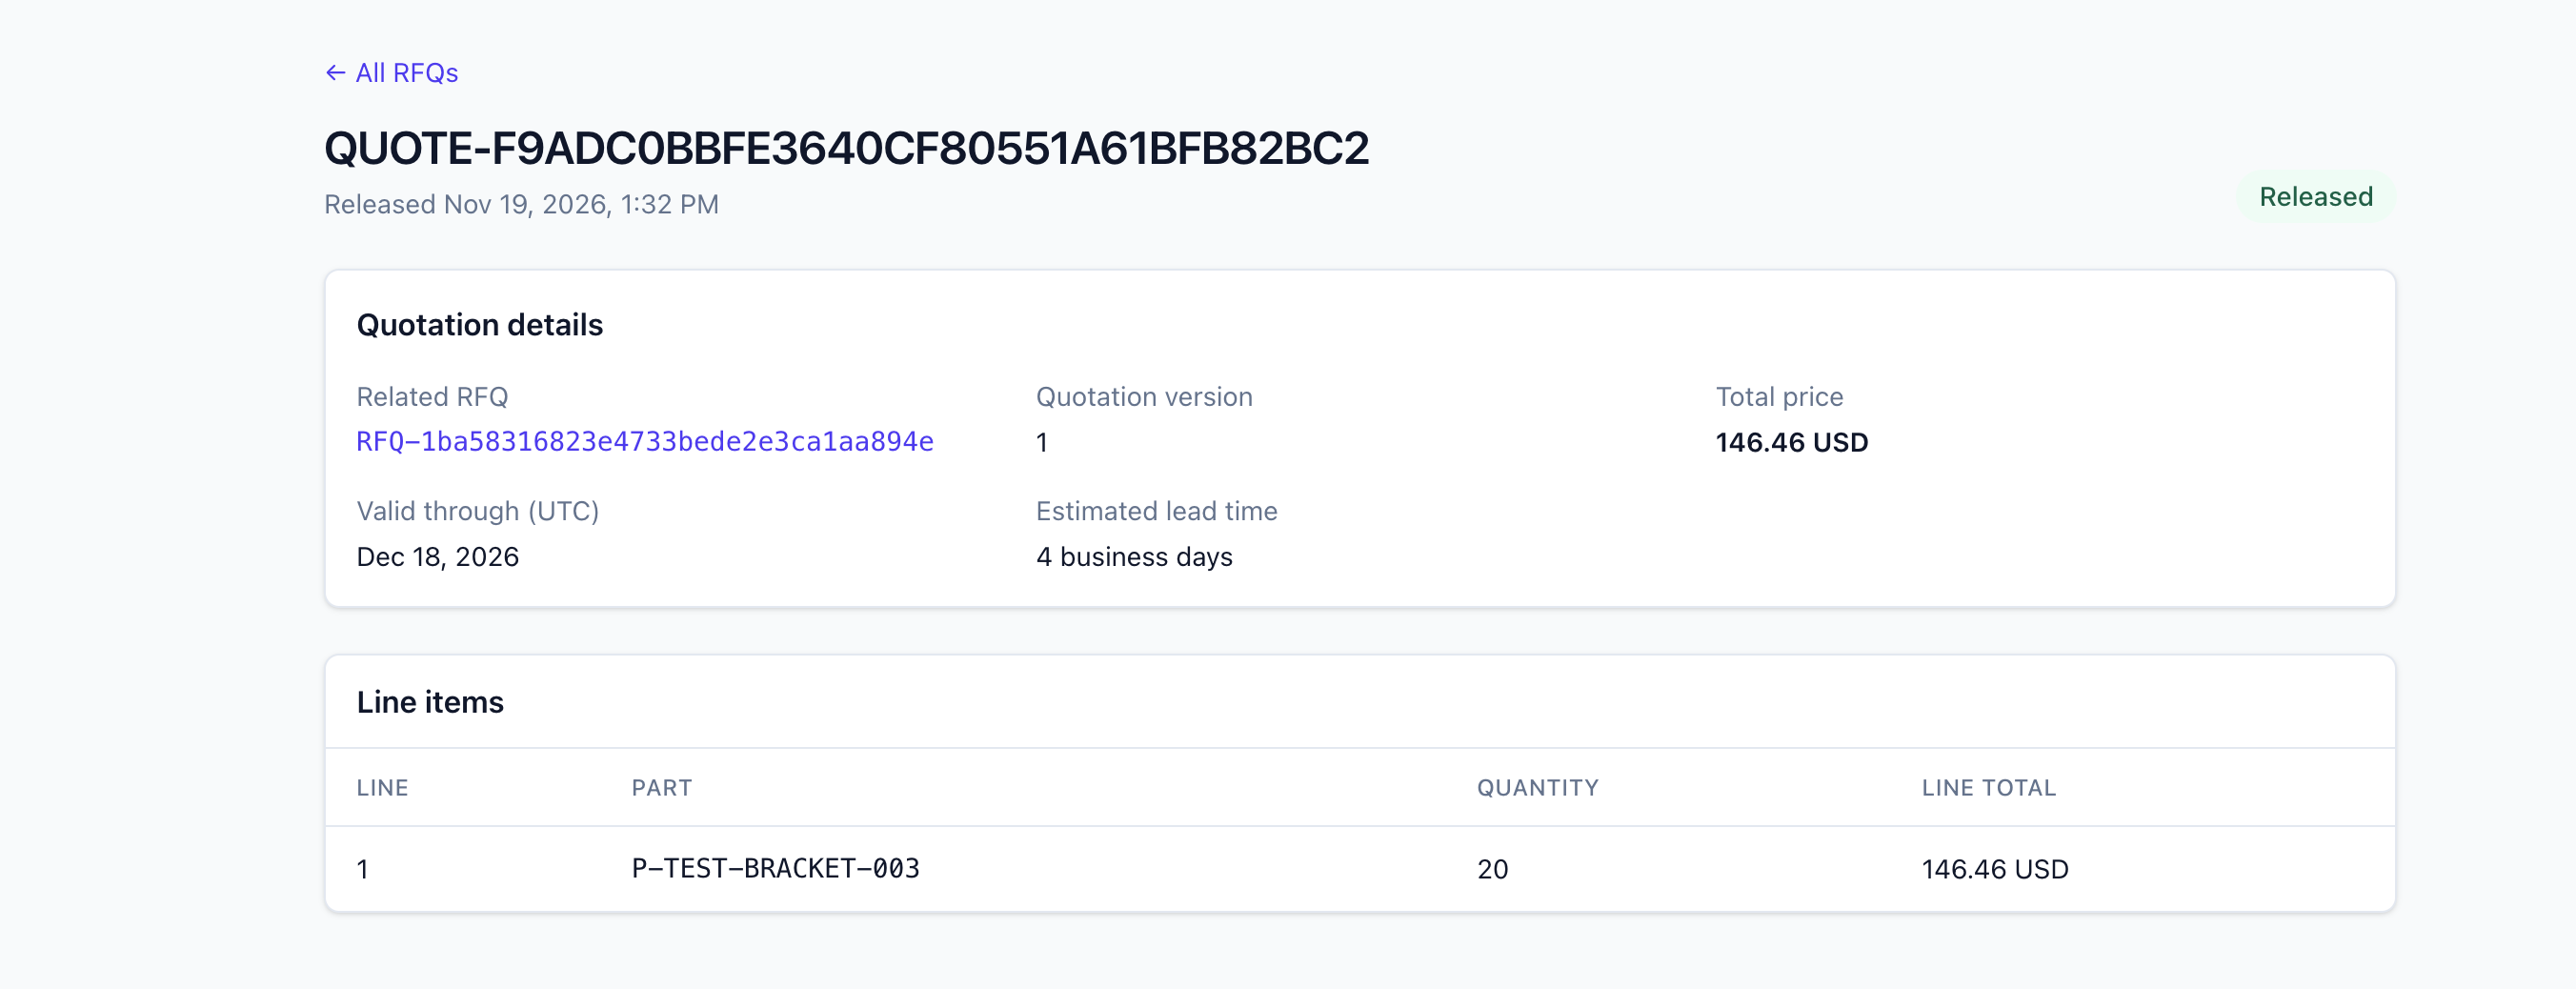 ← All RFQs
QUOTE-F9ADC0BBFE3640CF80551A61BFB82BC2
Released Nov 19, 2026, 1:32 PM
Released
Quotation details
Related RFQ Quotation version Total price
RFQ-1ba58316823e4733bede2e3ca1aa894e 1 146.46 USD
Valid through (UTC) Estimated lead time
Dec 18, 2026 4 business days
Line items
LINE PART QUANTITY LINE TOTAL
1 P-TEST-BRACKET-003 20 146.46 USD